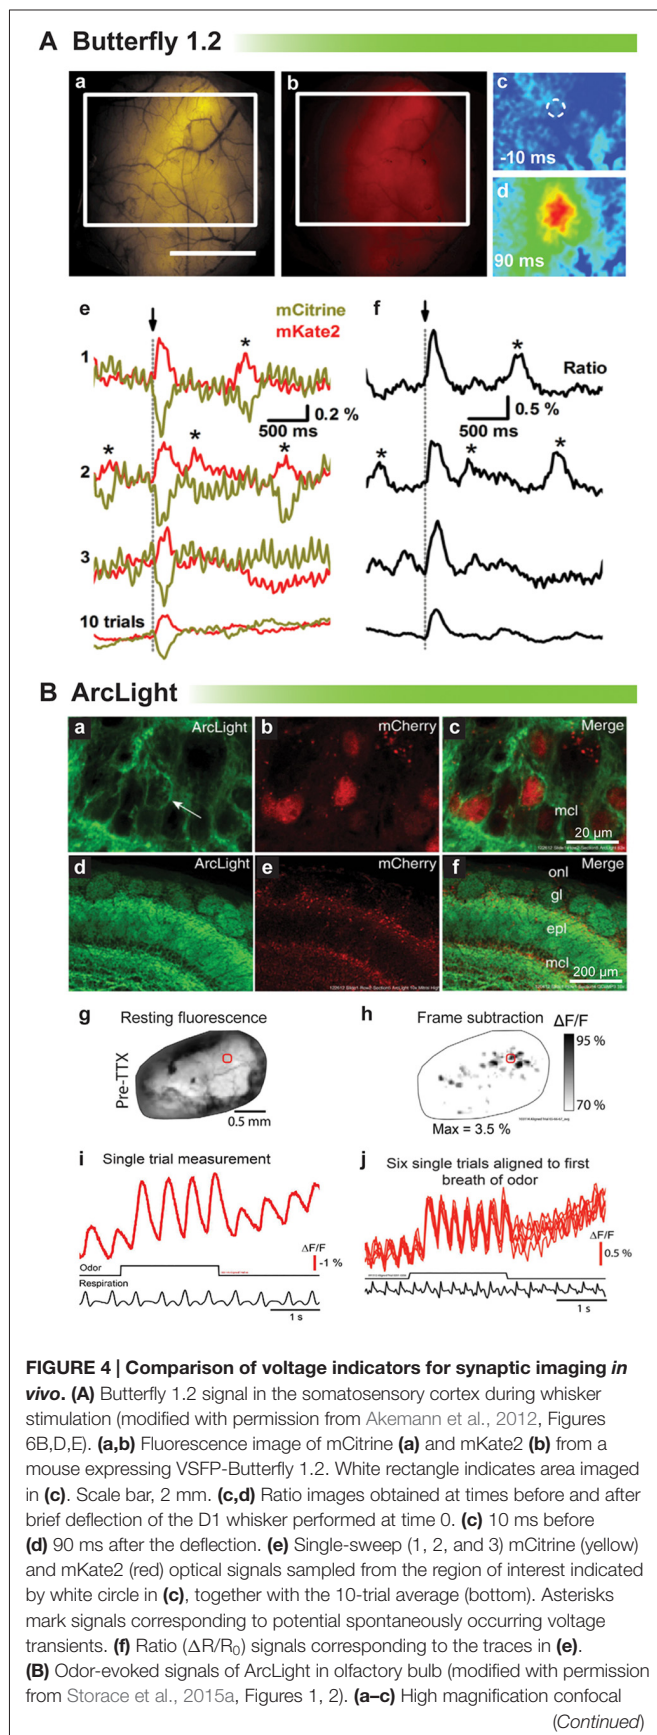 A Butterfly 1.2
a
b
c
-10 ms
d
90 ms
e
mCitrine
mKate2
f
1
*
*
Ratio
0.2 %
500 ms
0.5 %
500 ms
2
* * *
* * *
3
10 trials
B ArcLight
a ArcLight
b mCherry
c Merge
mcl
20 µm
d ArcLight
e mCherry
f Merge
onl
gl
epl
mcl
200 µm
g Resting fluorescence
Pre-TTX
0.5 mm
h Frame subtraction
ΔF/F
95 %
70 %
Max = 3.5 %
i Single trial measurement
ΔF/F
-1 %
Odor
Respiration
1 s
j Six single trials aligned to first
breath of odor
ΔF/F
0.5 %
1 s
FIGURE 4 | Comparison of voltage indicators for synaptic imaging in
vivo. (A) Butterfly 1.2 signal in the somatosensory cortex during whisker
stimulation (modified with permission from Akemann et al., 2012, Figures
6B,D,E). (a,b) Fluorescence image of mCitrine (a) and mKate2 (b) from a
mouse expressing VSFP-Butterfly 1.2. White rectangle indicates area imaged
in (c). Scale bar, 2 mm. (c,d) Ratio images obtained at times before and after
brief deflection of the D1 whisker performed at time 0. (c) 10 ms before
(d) 90 ms after the deflection. (e) Single-sweep (1, 2, and 3) mCitrine (yellow)
and mKate2 (red) optical signals sampled from the region of interest indicated
by white circle in (c), together with the 10-trial average (bottom). Asterisks
mark signals corresponding to potential spontaneously occurring voltage
transients. (f) Ratio (ΔR/R0) signals corresponding to the traces in (e).
(B) Odor-evoked signals of ArcLight in olfactory bulb (modified with permission
from Storace et al., 2015a, Figures 1, 2). (a–c) High magnification confocal
(Continued)